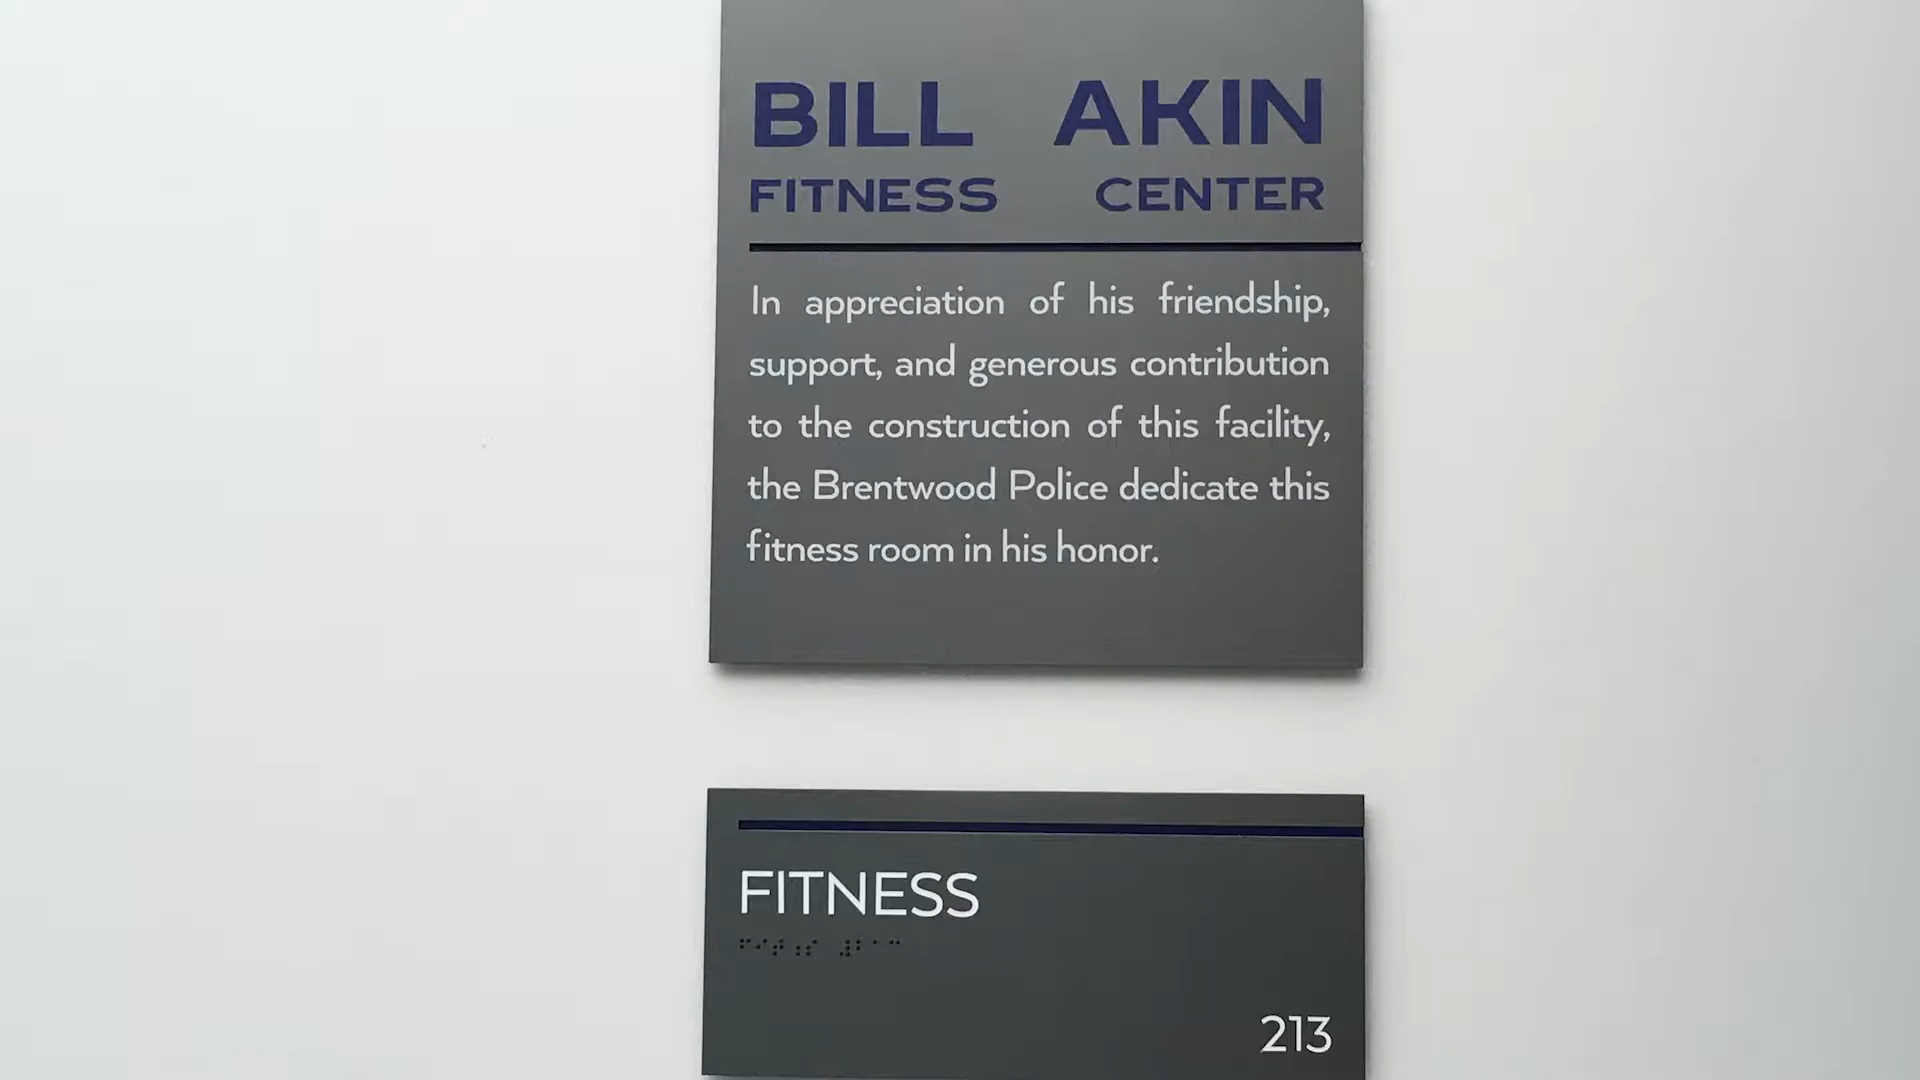 BILL AKIN
FITNESS CENTER
In appreciation of his friendship,
support, and generous contribution
to the construction of this facility,
the Brentwood Police dedicate this
fitness room in his honor.
FITNESS
213